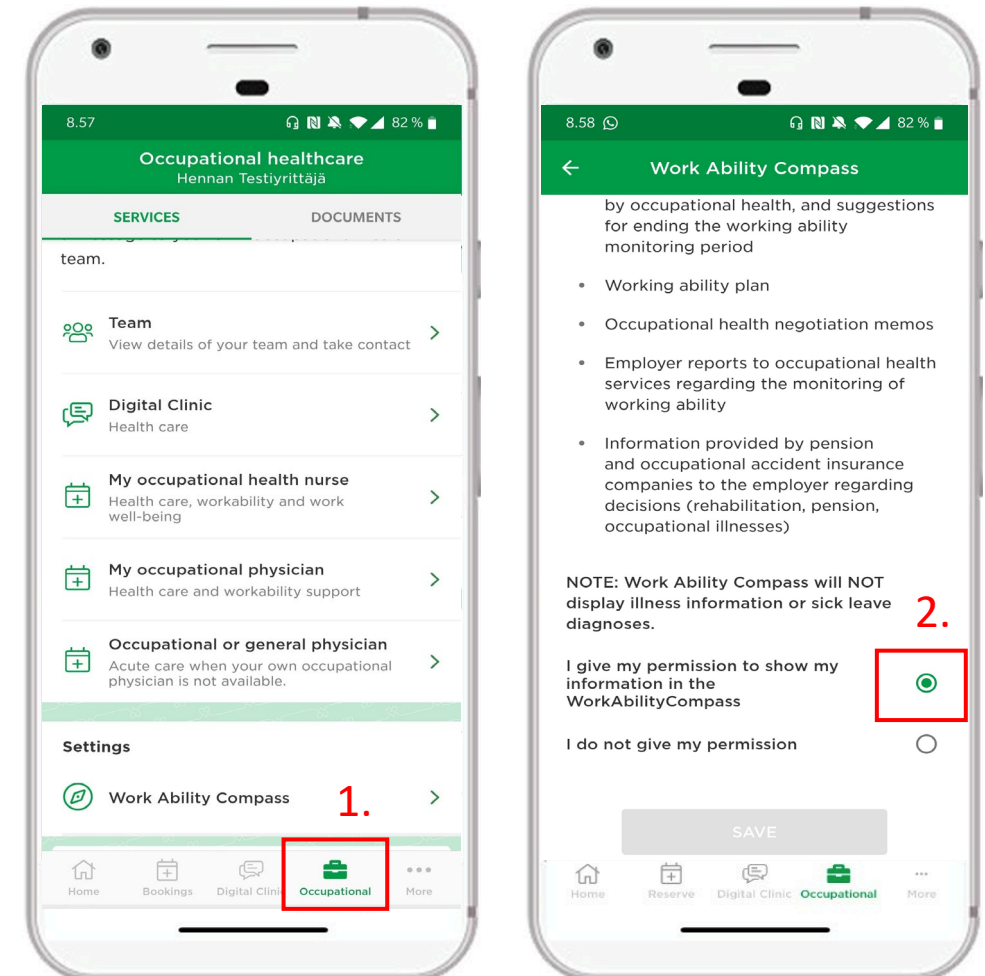 8.57
82 %
Occupational healthcare
Hennan Testiyrittäjä
SERVICES
DOCUMENTS
team.
Team
View details of your team and take contact
Digital Clinic
Health care
My occupational health nurse
Health care, workability and work
well-being
My occupational physician
Health care and workability support
Occupational or general physician
Acute care when your own occupational
physician is not available.
Settings
Work Ability Compass
1.
Home
Bookings
Digital Clinic
Occupational
More
8.58
82 %
Work Ability Compass
by occupational health, and suggestions
for ending the working ability
monitoring period
• Working ability plan
• Occupational health negotiation memos
• Employer reports to occupational health
services regarding the monitoring of
working ability
• Information provided by pension
and occupational accident insurance
companies to the employer regarding
decisions (rehabilitation, pension,
occupational illnesses)
NOTE: Work Ability Compass will NOT
display illness information or sick leave
diagnoses.
2.
I give my permission to show my
information in the
WorkAbilityCompass
I do not give my permission
SAVE
Home
Reserve
Digital Clinic
Occupational
More